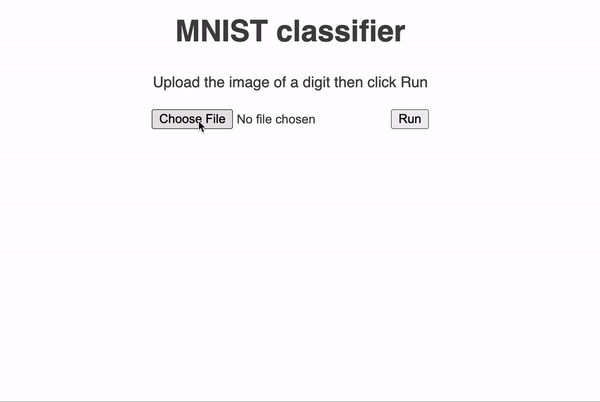 MNIST classifier
Upload the image of a digit then click Run
Choose File No file chosen Run